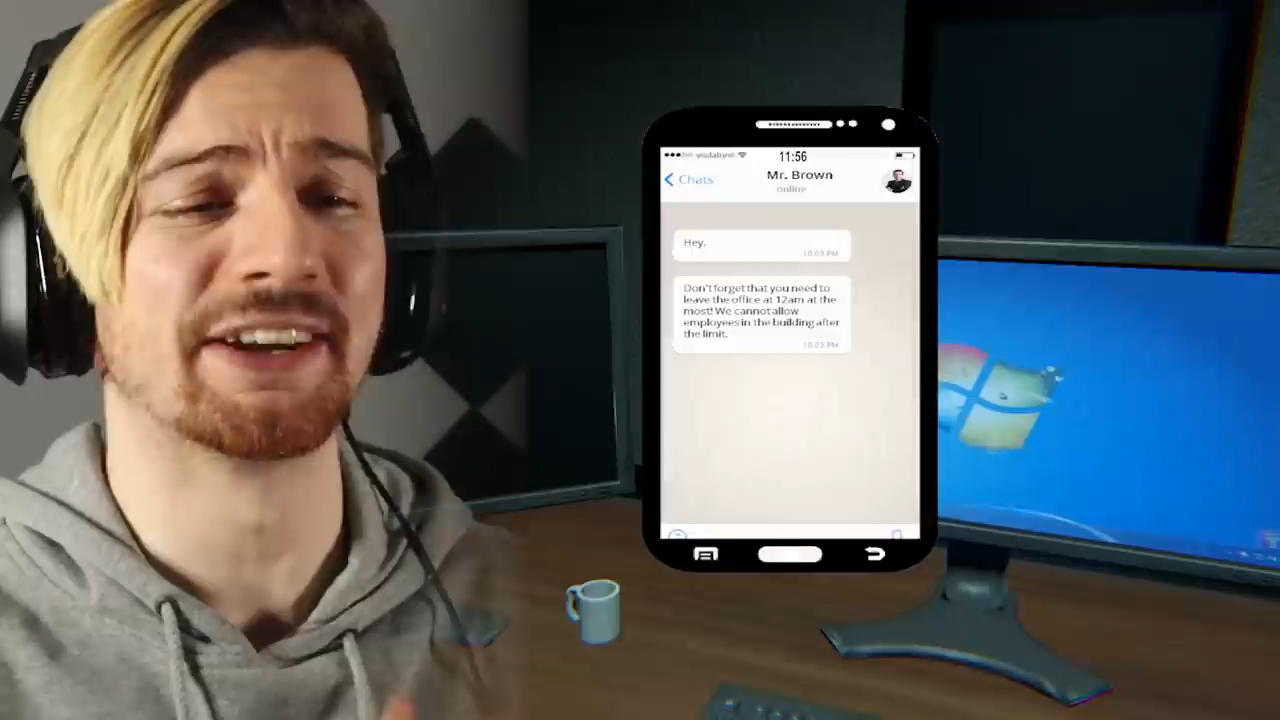 11:56
Chats
Mr. Brown
online
Hey.
10:03 PM
Don't forget that you need to
leave the office at 12am at the
most! We cannot allow
employees in the building after
the limit.
10:03 PM